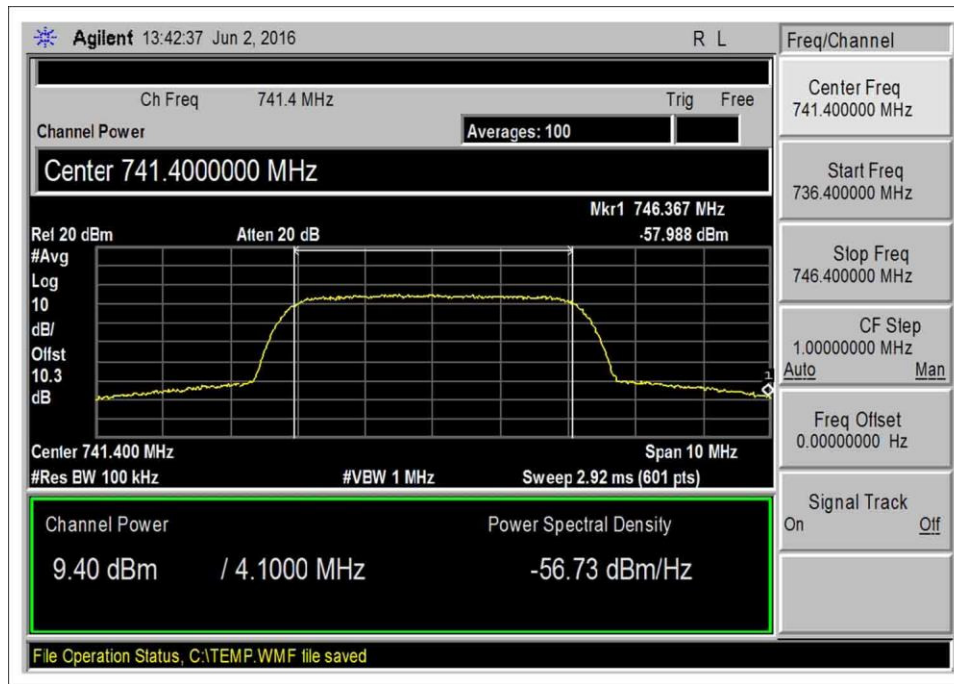 Agilent 13:42:37 Jun 2, 2016 R L
Ch Freq 741.4 MHz Trig Free
Channel Power Averages: 100
Center 741.4000000 MHz
Mkr1 746.367 MHz
Ref 20 dBm Atten 20 dB -57.988 dBm
#Avg
Log
10
dB/
Offst
10.3
dB
1
Center 741.400 MHz Span 10 MHz
#Res BW 100 kHz #VBW 1 MHz Sweep 2.92 ms (601 pts)
Channel Power Power Spectral Density
9.40 dBm / 4.1000 MHz -56.73 dBm/Hz
File Operation Status, C:\TEMP.WMF file saved
Freq/Channel
Center Freq
741.400000 MHz
Start Freq
736.400000 MHz
Stop Freq
746.400000 MHz
CF Step
1.00000000 MHz
Auto Man
Freq Offset
0.00000000 Hz
Signal Track
On Off